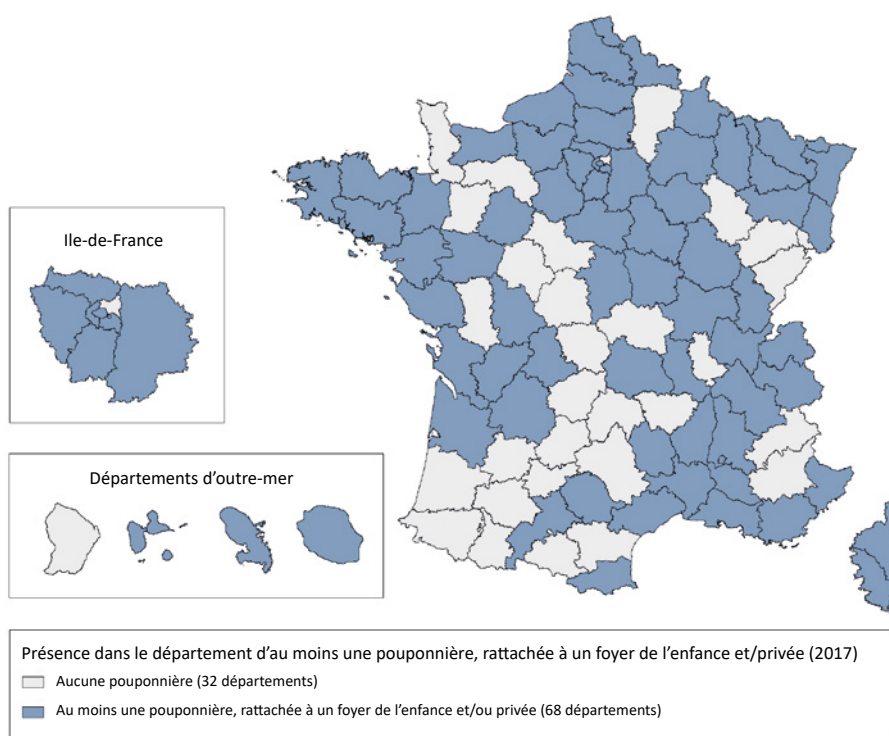 Ile-de-France
Départements d'outre-mer
Présence dans le département d'au moins une pouponnière, rattachée à un foyer de l'enfance et/privée (2017)
Aucune pouponnière (32 départements)
Au moins une pouponnière, rattachée à un foyer de l'enfance et/ou privée (68 départements)